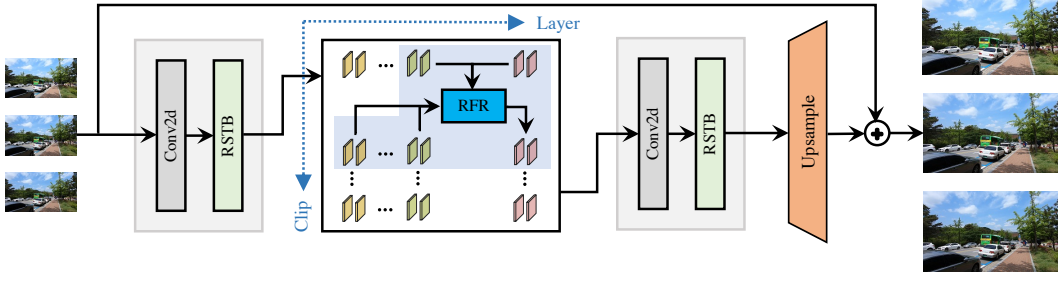 Layer
Conv2d
RSTB
Clip
RFR
Conv2d
RSTB
Upsample